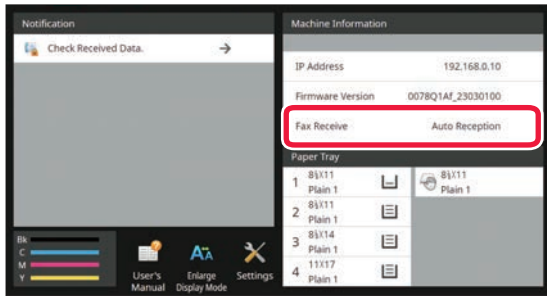 Notification
Check Received Data.
Machine Information
IP Address 192.168.0.10
Firmware Version 0078Q1Af_23030100
Fax Receive Auto Reception
Paper Tray
1 8½X11
Plain 1
8½X11
Plain 1
2 8½X11
Plain 1
3 8½X14
Plain 1
4 11X17
Plain 1
Bk
C
M
Y
User's
Manual
Enlarge
Display Mode
Settings